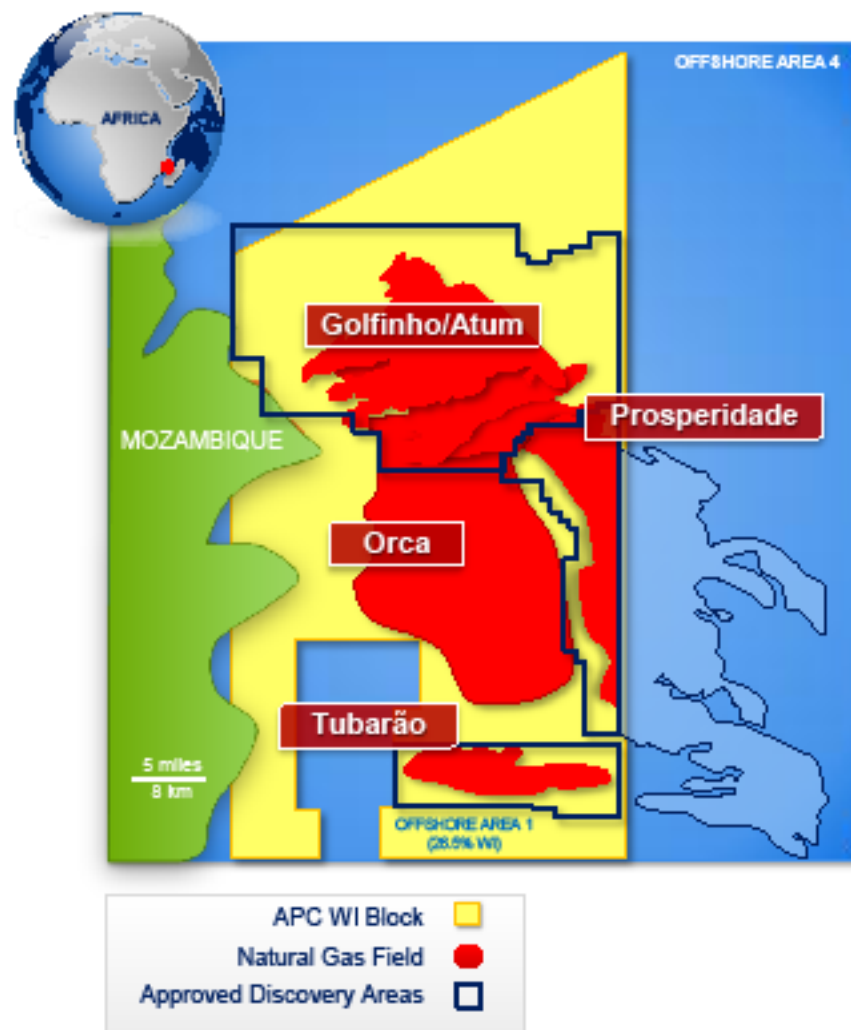 OFFSHORE AREA 4
AFRICA
Golfinho/Atum
Prosperidade
MOZAMBIQUE
Orca
Tubarão
5 miles
8 km
OFFSHORE AREA 1
(26.5% WI)
APC WI Block
Natural Gas Field
Approved Discovery Areas